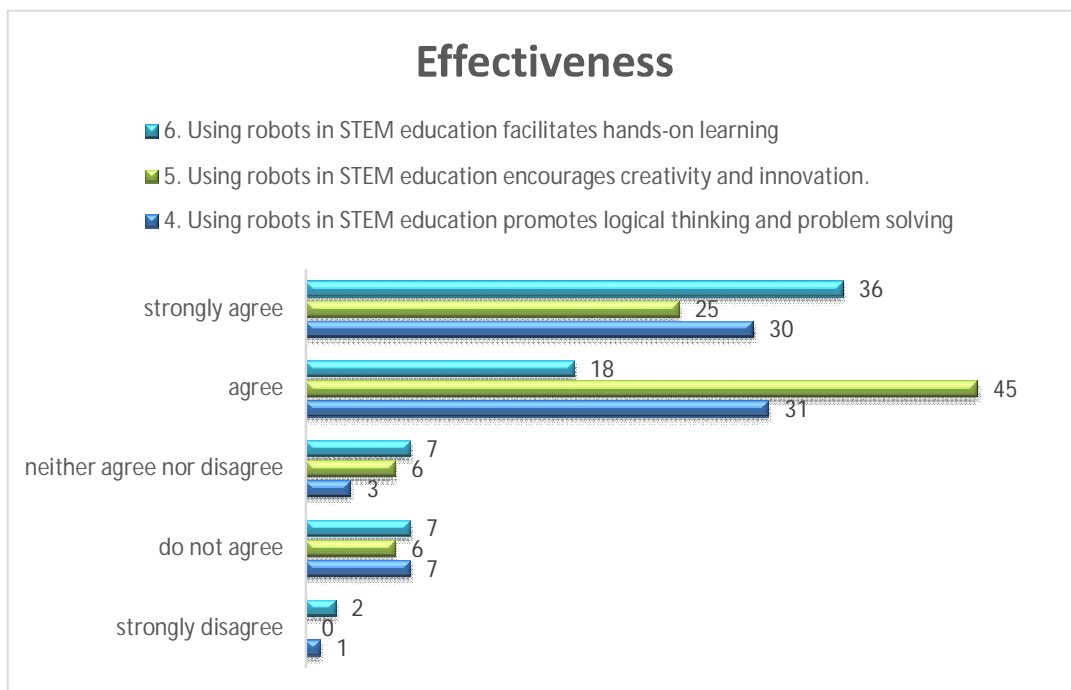 Effectiveness
6. Using robots in STEM education facilitates hands-on learning
5. Using robots in STEM education encourages creativity and innovation.
4. Using robots in STEM education promotes logical thinking and problem solving
36
strongly agree
25
30
18
agree
45
31
7
neither agree nor disagree
6
3
7
do not agree
6
7
2
strongly disagree
0
1